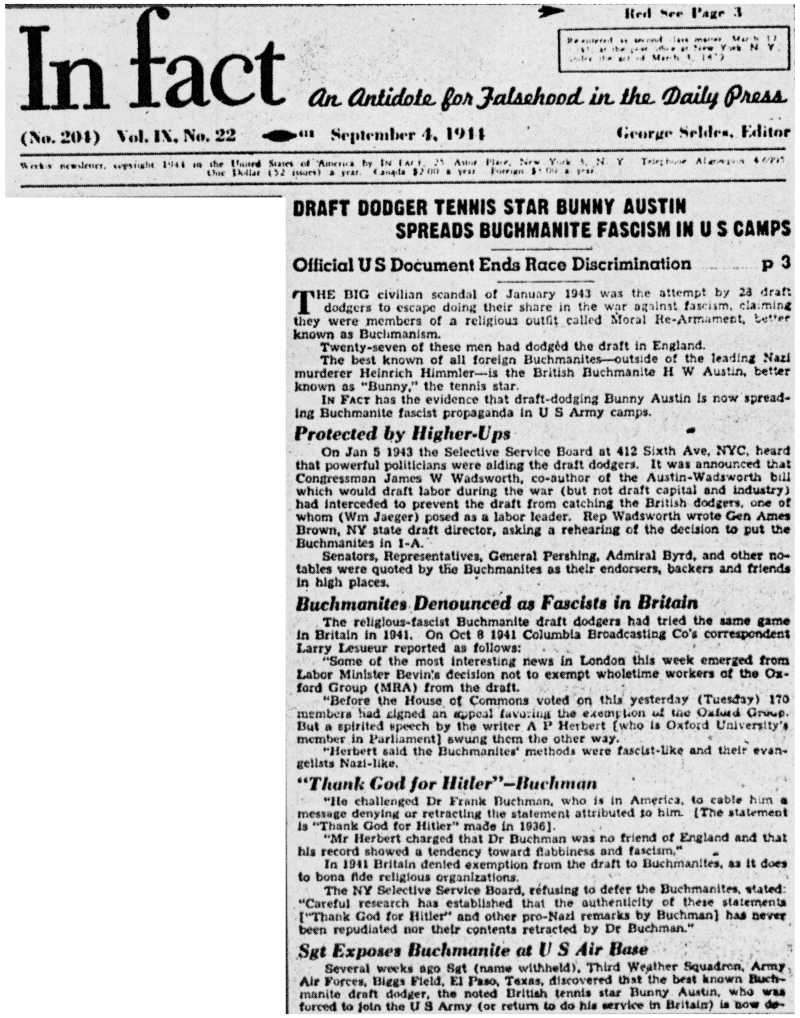 Red See Page 3
Re-entered as second class matter, March 12
at the post office at New York, N. Y.
under the act of March 3, 1879
In fact
An Antidote for Falsehood in the Daily Press
(No. 204) Vol. IX, No. 22
September 4, 1944
George Seldes, Editor
Weekly newsletter, copyright 1944 in the United States of America by IN FACT, 25 Astor Place, New York 3, N. Y. Telephone
One Dollar (52 issues) a year. Canada $2.00 a year. Foreign a year
DRAFT DODGER TENNIS STAR BUNNY AUSTIN
SPREADS BUCHMANITE FASCISM IN U S CAMPS
Official U S Document Ends Race Discrimination ........ p 3
THE BIG civilian scandal of January 1943 was the attempt by 28 draft
dodgers to escape doing their share in the war against fascism, claiming
they were members of a religious outfit called Moral Re-Armament, better
known as Buchmanism.
Twenty-seven of these men had dodged the draft in England.
The best known of all foreign Buchmanites—outside of the leading Nazi
murderer Heinrich Himmler—is the British Buchmanite H W Austin, better
known as "Bunny," the tennis star.
IN FACT has the evidence that draft-dodging Bunny Austin is now spread-
ing Buchmanite fascist propaganda in U S Army camps.
Protected by Higher-Ups
On Jan 5 1943 the Selective Service Board at 412 Sixth Ave, NYC, heard
that powerful politicians were aiding the draft dodgers. It was announced that
Congressman James W Wadsworth, co-author of the Austin-Wadsworth bill
which would draft labor during the war (but not draft capital and industry)
had interceded to prevent the draft from catching the British dodgers, one of
whom (Wm Jaeger) posed as a labor leader. Rep Wadsworth wrote Gen Ames
Brown, NY state draft director, asking a rehearing of the decision to put the
Buchmanites in 1-A.
Senators, Representatives, General Pershing, Admiral Byrd, and other no-
tables were quoted by the Buchmanites as their endorsers, backers and friends
in high places.
Buchmanites Denounced as Fascists in Britain
The religious-fascist Buchmanite draft dodgers had tried the same game
in Britain in 1941. On Oct 8 1941 Columbia Broadcasting Co's correspondent
Larry Lesueur reported as follows:
"Some of the most interesting news in London this week emerged from
Labor Minister Bevin's decision not to exempt wholetime workers of the Ox-
ford Group (MRA) from the draft.
"Before the House of Commons voted on this yesterday (Tuesday) 170
members had signed an appeal favoring the exemption of the Oxford Group.
But a spirited speech by the writer A P Herbert [who is Oxford University's
member in Parliament] swung them the other way.
"Herbert said the Buchmanites' methods were fascist-like and their evan-
gelists Nazi-like.
"Thank God for Hitler"—Buchman
"He challenged Dr Frank Buchman, who is in America, to cable him a
message denying or retracting the statement attributed to him. [The statement
is "Thank God for Hitler" made in 1936].
"Mr Herbert charged that Dr Buchman was no friend of England and that
his record showed a tendency toward flabbiness and fascism."
In 1941 Britain denied exemption from the draft to Buchmanites, as it does
to bona fide religious organizations.
The NY Selective Service Board, refusing to defer the Buchmanites, stated:
"Careful research has established that the authenticity of these statements
["Thank God for Hitler" and other pro-Nazi remarks by Buchman] has never
been repudiated nor their contents retracted by Dr Buchman."
Sgt Exposes Buchmanite at U S Air Base
Several weeks ago Sgt (name withheld), Third Weather Squadron, Army
Air Forces, Biggs Field, El Paso, Texas, discovered that the best known Buch-
manite draft dodger, the noted British tennis star Bunny Austin, who was
forced to join the U S Army (or return to do his service in Britain) is now de-